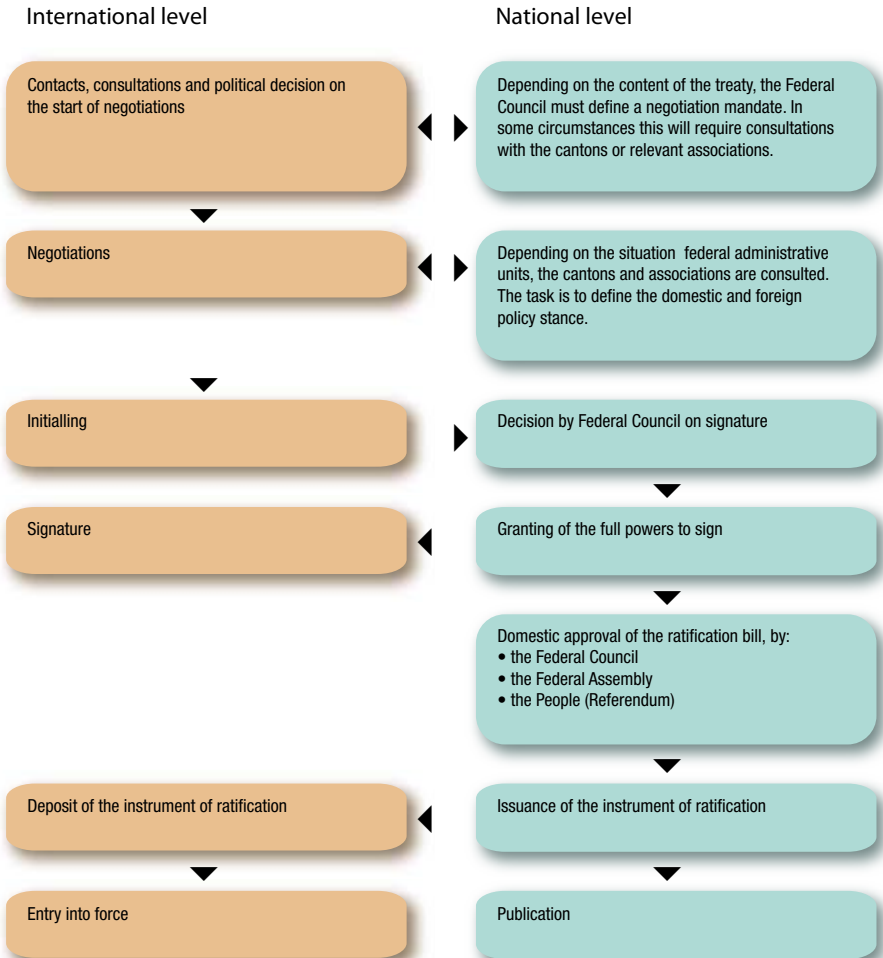 International level
National level
Contacts, consultations and political decision on
the start of negotiations
Depending on the content of the treaty, the Federal
Council must define a negotiation mandate. In
some circumstances this will require consultations
with the cantons or relevant associations.
Negotiations
Depending on the situation federal administrative
units, the cantons and associations are consulted.
The task is to define the domestic and foreign
policy stance.
Initialling
Decision by Federal Council on signature
Signature
Granting of the full powers to sign
Domestic approval of the ratification bill, by:
• the Federal Council
• the Federal Assembly
• the People (Referendum)
Deposit of the instrument of ratification
Issuance of the instrument of ratification
Entry into force
Publication